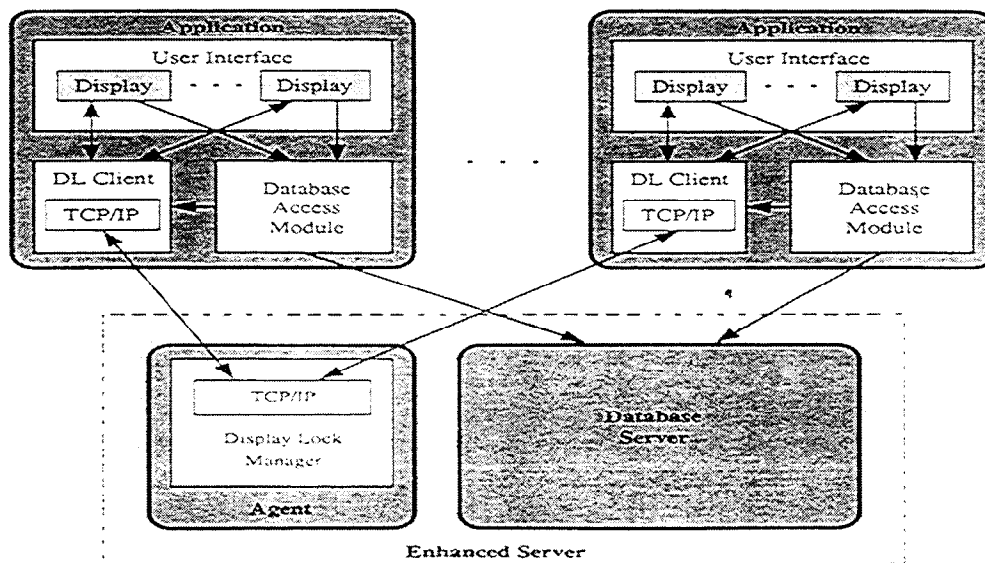 Application
User Interface
Display - - - Display
DL Client
TCP/IP
Database
Access
Module
- - -
Application
User Interface
Display - - - Display
DL Client
TCP/IP
Database
Access
Module
TCP/IP
Display Lock
Manager
Agent
Database
Server
Enhanced Server